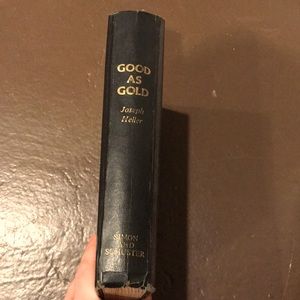 GOOD
AS
GOLD
Joseph
Heller
SIMON
AND
SCHUSTER